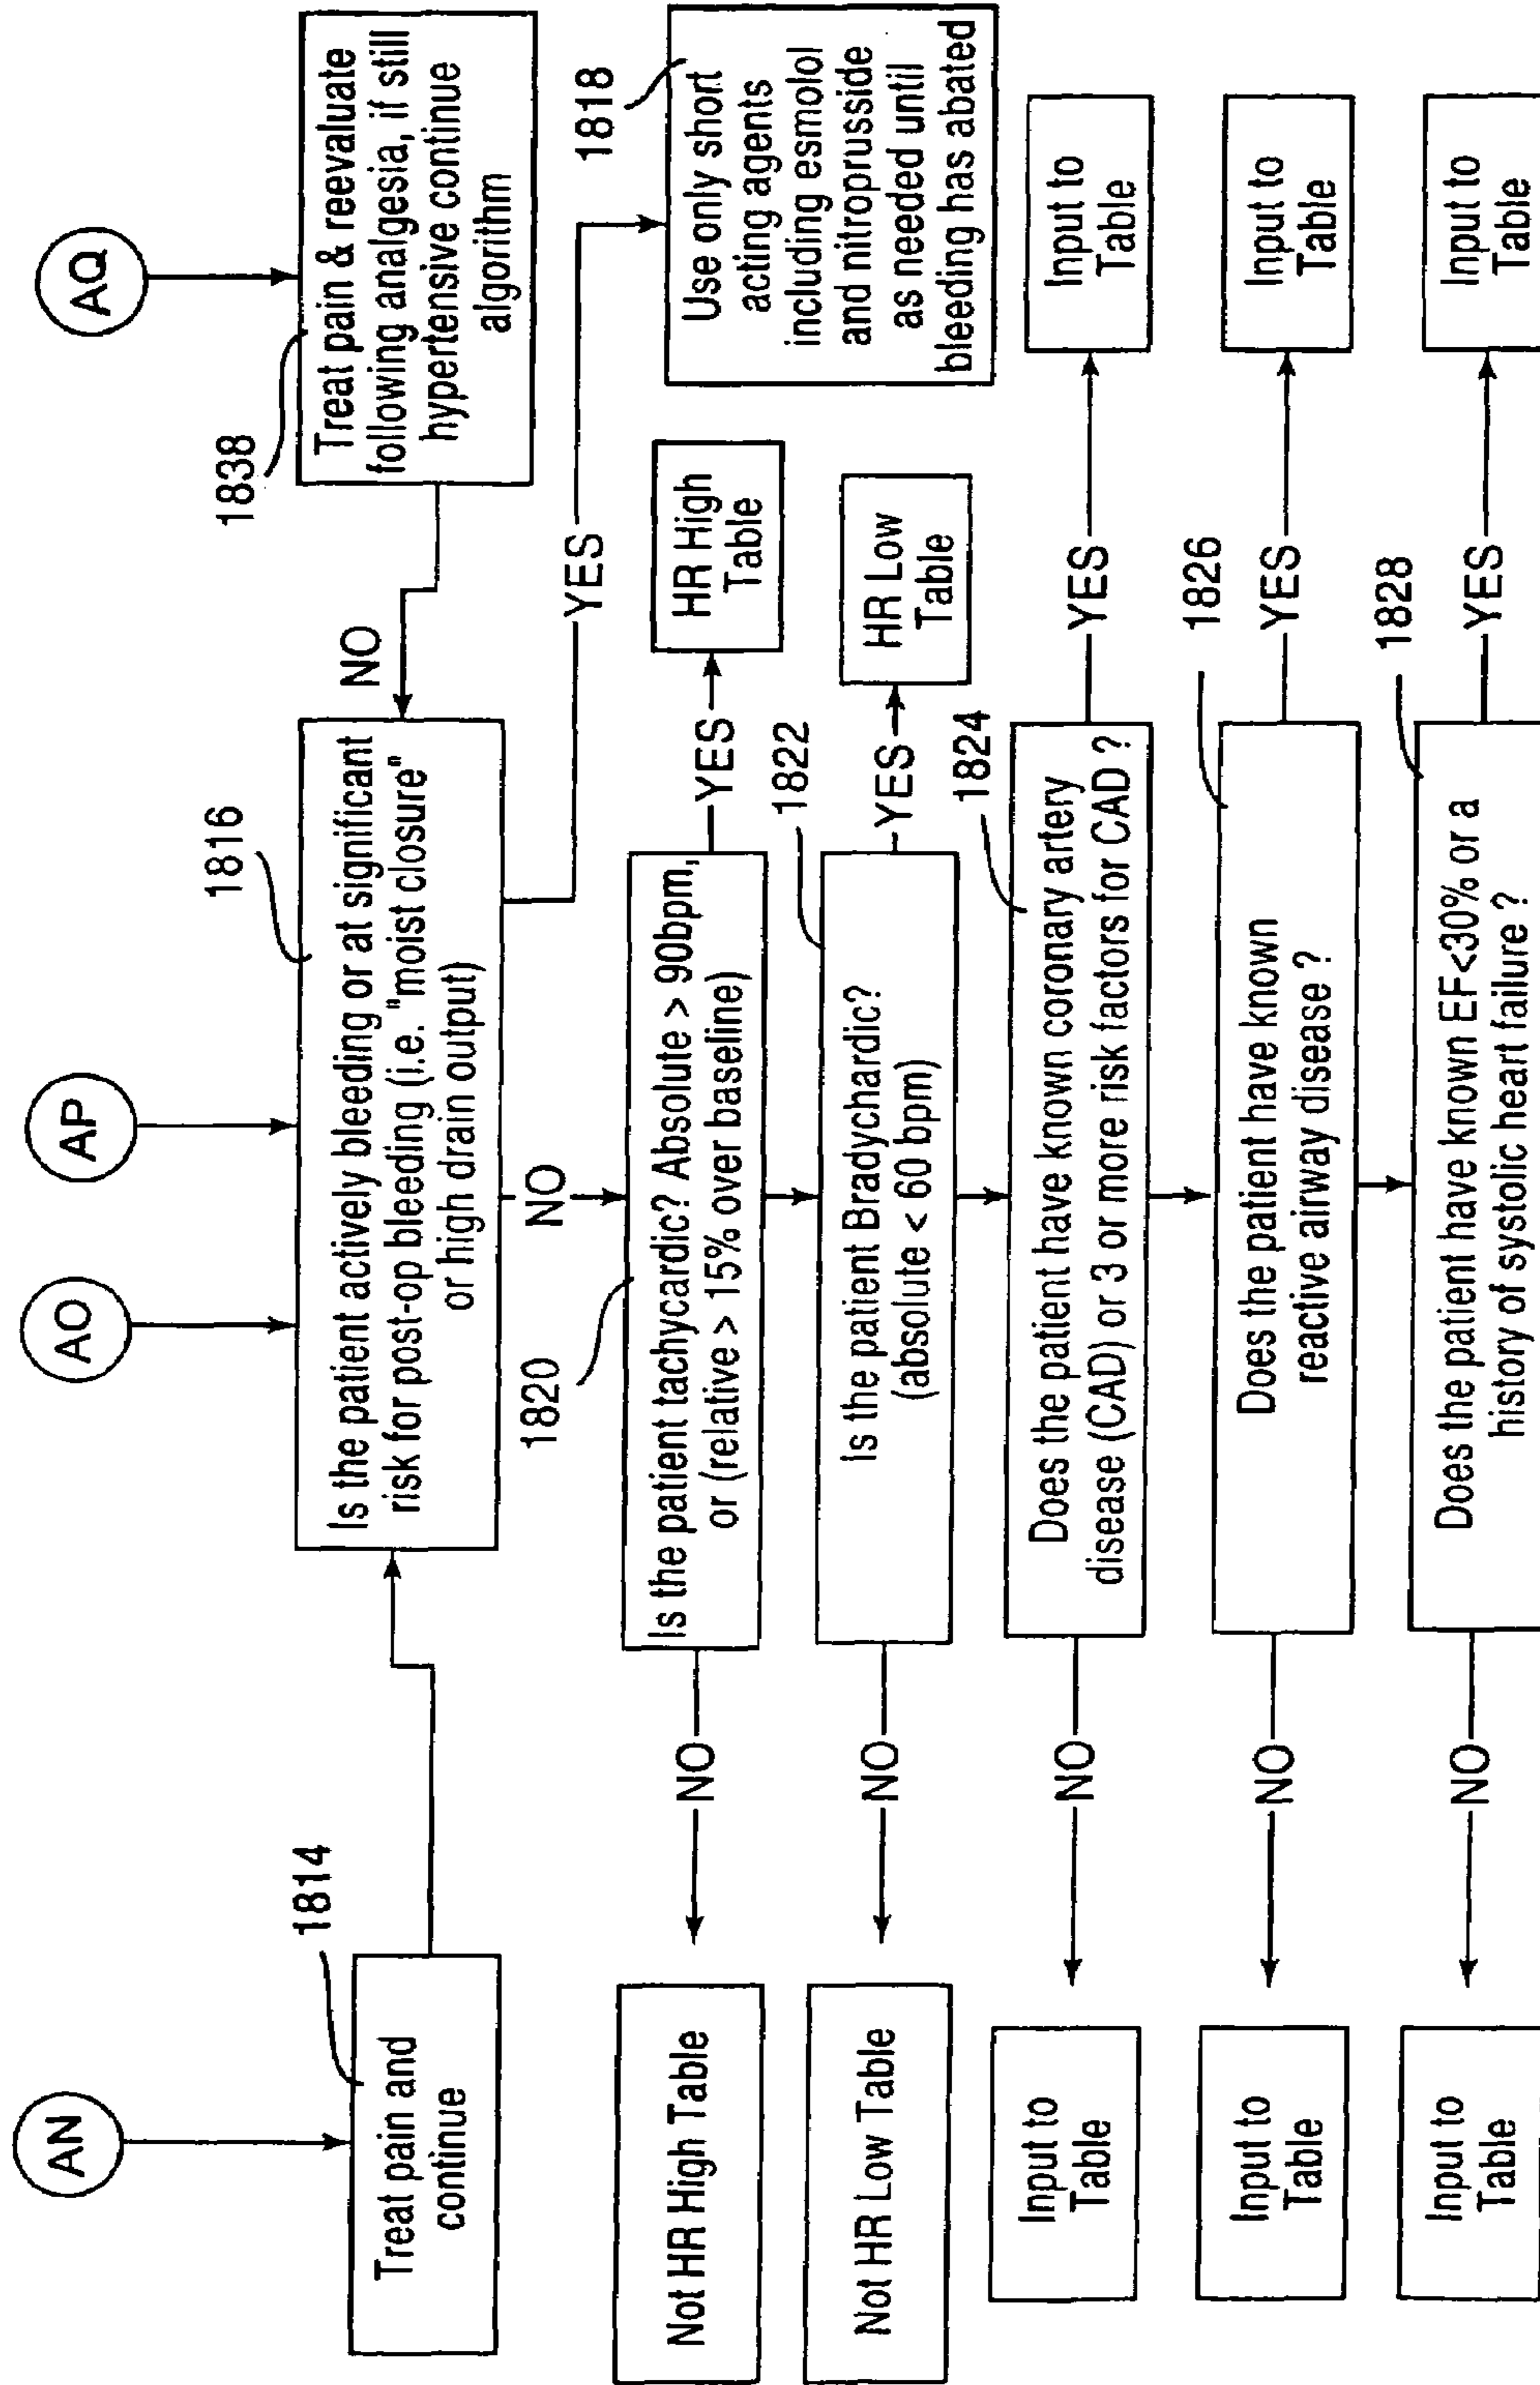 AN
AO
AP
AQ
1814
Treat pain and
continue
1816
Is the patient actively bleeding or at significant
risk for post-op bleeding (i.e. "moist closure"
or high drain output)
NO
1838
Treat pain & reevaluate
following analgesia, if still
hypertensive continue
algorithm
YES
1818
Use only short
acting agents
including esmolol
and nitroprusside
as needed until
bleeding has abated
NO
1820
Is the patient tachycardic? Absolute > 90bpm,
or (relative > 15% over baseline)
NO
Not HR High Table
YES
HR High
Table
1822
Is the patient Bradychardic?
(absolute < 60 bpm)
NO
Not HR Low Table
YES
HR Low
Table
1824
Does the patient have known coronary artery
disease (CAD) or 3 or more risk factors for CAD ?
NO
Input to
Table
YES
Input to
Table
1826
Does the patient have known
reactive airway disease ?
NO
Input to
Table
YES
Input to
Table
1828
Does the patient have known EF<30% or a
history of systolic heart failure ?
NO
Input to
Table
YES
Input to
Table